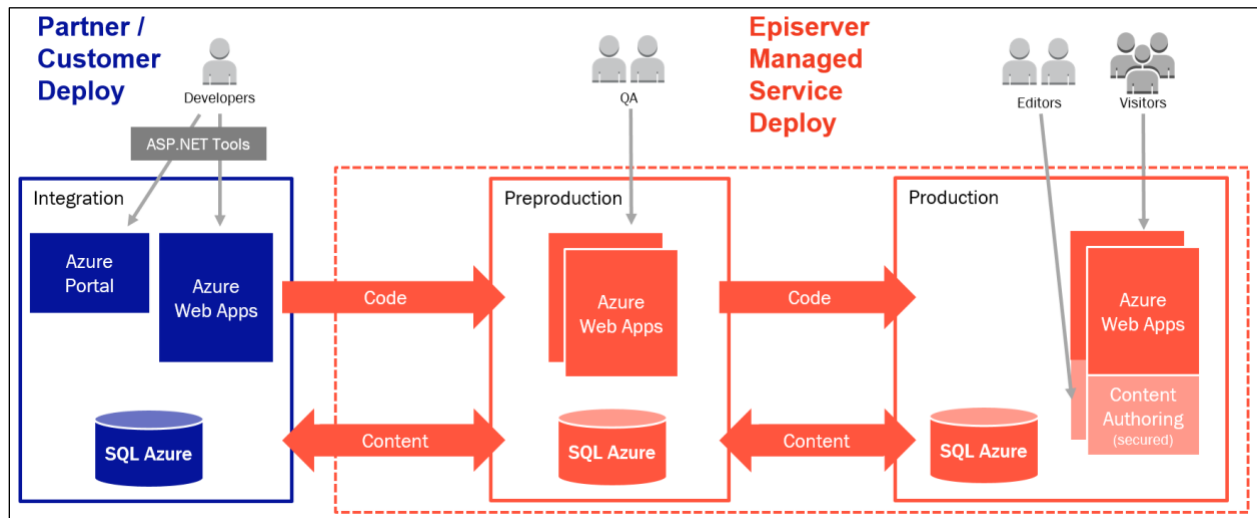 Partner /
Customer
Deploy
Developers
ASP.NET Tools
QA
Episerver
Managed
Service
Deploy
Editors
Visitors
Integration
Azure
Portal
Azure
Web Apps
SQL Azure
Code
Content
Preproduction
Azure
Web Apps
SQL Azure
Code
Content
Production
Azure
Web Apps
Content
Authoring
(secured)
SQL Azure